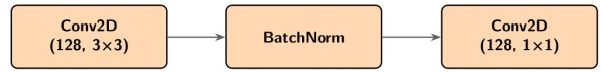 Conv2D
(128, 3×3)
BatchNorm
Conv2D
(128, 1×1)